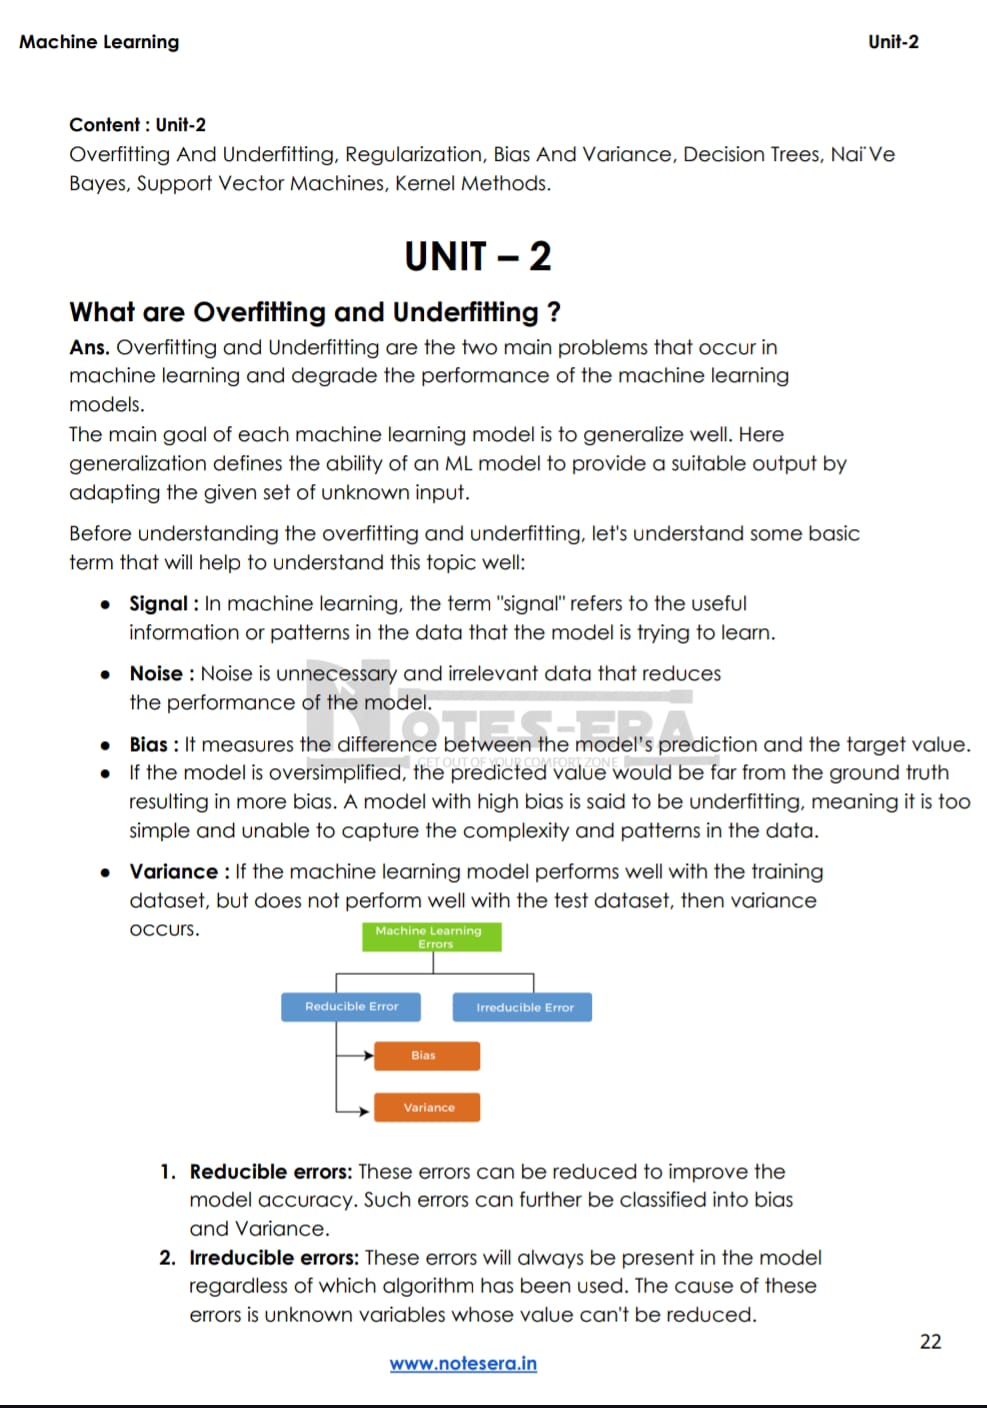 Machine Learning
Unit-2
Content : Unit-2
Overfitting And Underfitting, Regularization, Bias And Variance, Decision Trees, Naï Ve
Bayes, Support Vector Machines, Kernel Methods.
UNIT – 2
What are Overfitting and Underfitting ?
Ans. Overfitting and Underfitting are the two main problems that occur in
machine learning and degrade the performance of the machine learning
models.
The main goal of each machine learning model is to generalize well. Here
generalization defines the ability of an ML model to provide a suitable output by
adapting the given set of unknown input.
Before understanding the overfitting and underfitting, let's understand some basic
term that will help to understand this topic well:
● Signal : In machine learning, the term "signal" refers to the useful
information or patterns in the data that the model is trying to learn.
● Noise : Noise is unnecessary and irrelevant data that reduces
the performance of the model.
NOTES-ERA
GET OUT OF YOUR COMFORT ZONE
● Bias : It measures the difference between the model's prediction and the target value.
● If the model is oversimplified, the predicted value would be far from the ground truth
resulting in more bias. A model with high bias is said to be underfitting, meaning it is too
simple and unable to capture the complexity and patterns in the data.
● Variance : If the machine learning model performs well with the training
dataset, but does not perform well with the test dataset, then variance
occurs.
Machine Learning
Errors
Reducible Error
Irreducible Error
Bias
Variance
1. Reducible errors: These errors can be reduced to improve the
model accuracy. Such errors can further be classified into bias
and Variance.
2. Irreducible errors: These errors will always be present in the model
regardless of which algorithm has been used. The cause of these
errors is unknown variables whose value can't be reduced.
22
www.notesera.in